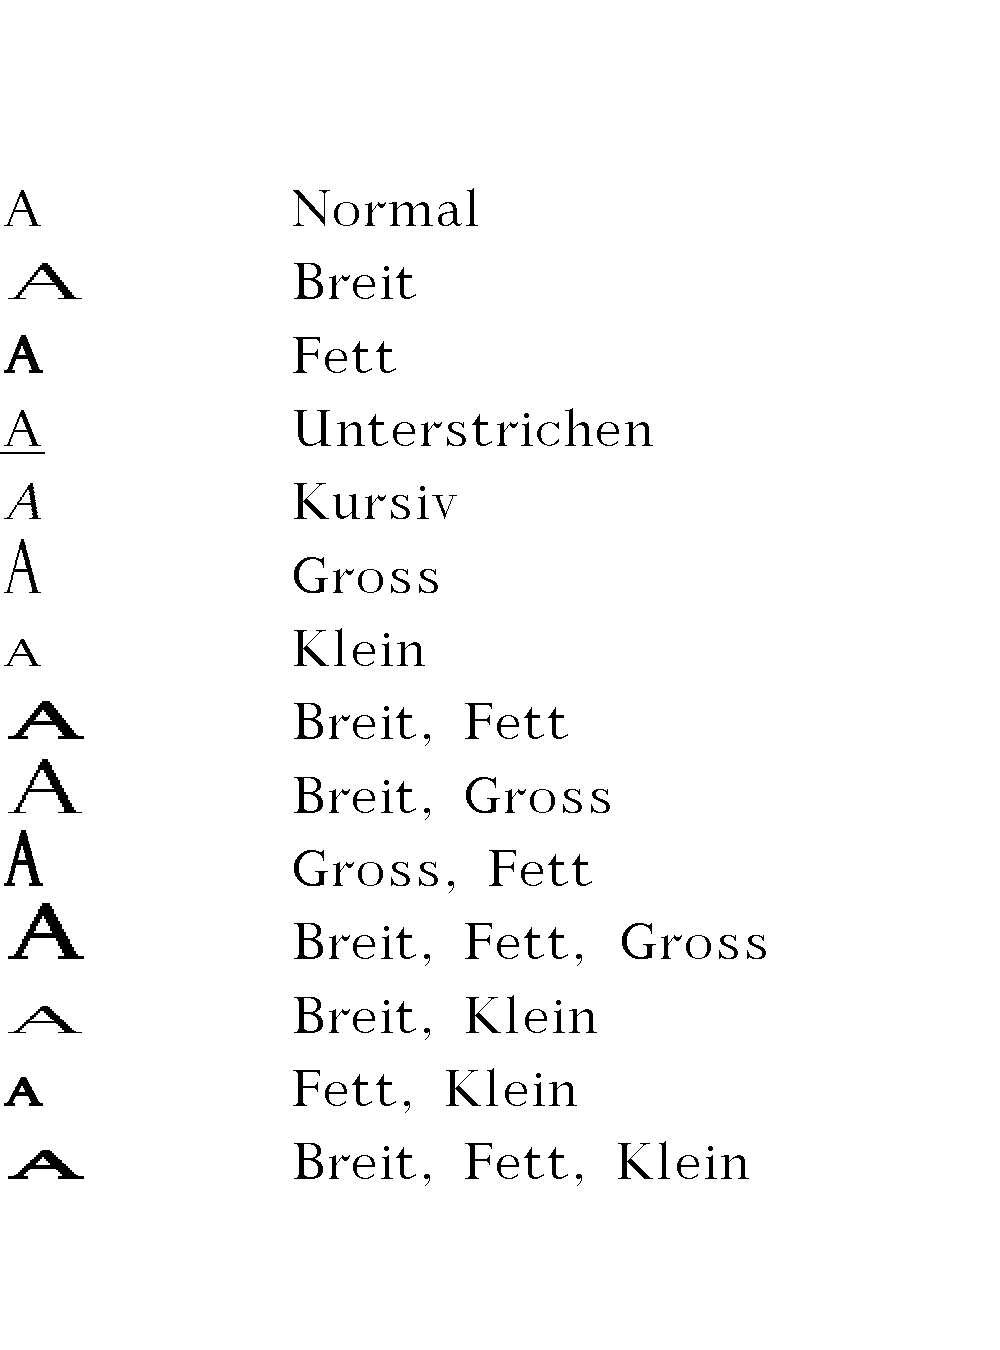 A Normal
A Breit
A Fett
A Unterstrichen
A Kursiv
A Gross
A Klein
A Breit, Fett
A Breit, Gross
A Gross, Fett
A Breit, Fett, Gross
A Breit, Klein
A Fett, Klein
A Breit, Fett, Klein